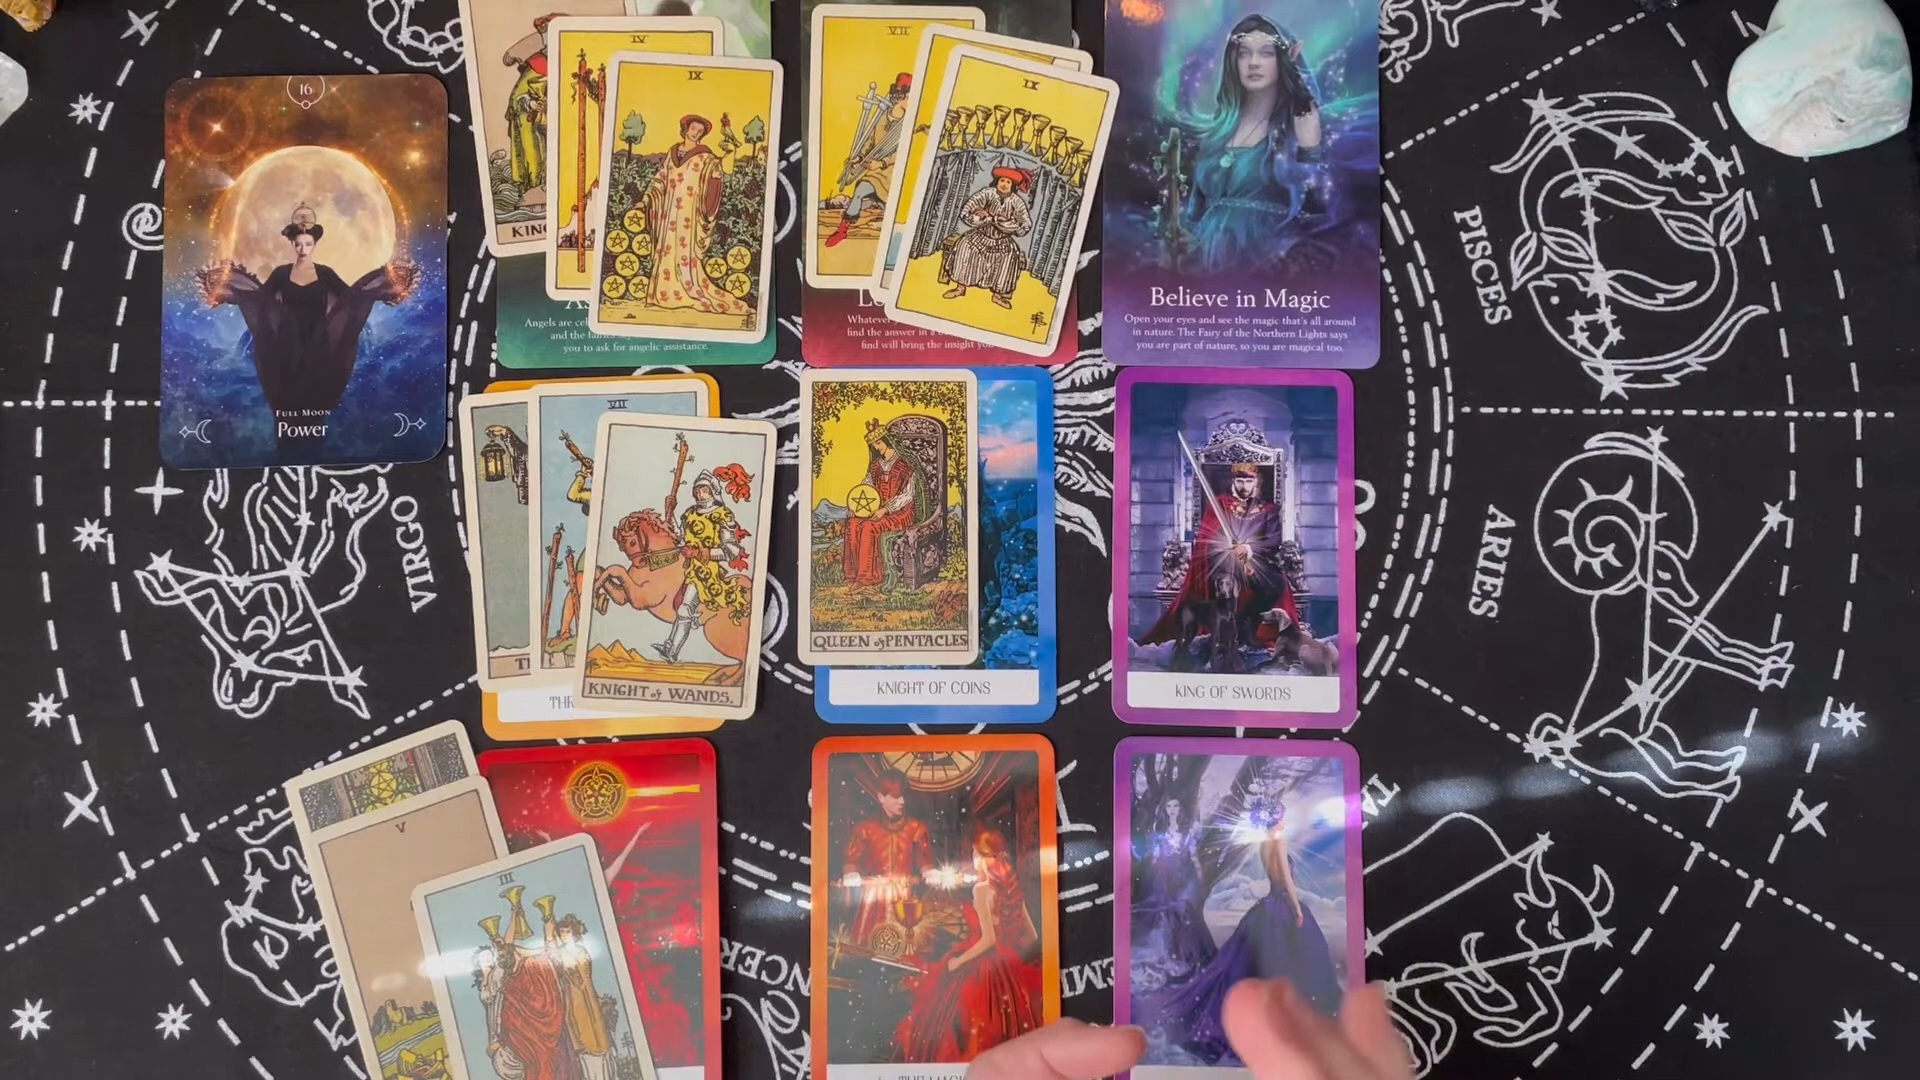 16
FULL MOON
Power
KING
IV
IX
Angels are
and the
you to ask for angelic assistance.
VII
IX
Whatever
find the answer in a
find will bring the insight
Believe in Magic
Open your eyes and see the magic that's all around
in nature. The Fairy of the Northern Lights says
you are part of nature, so you are magical too.
PISCES
VIRGO
VII
KNIGHT of WANDS.
QUEEN of PENTACLES
KNIGHT OF COINS
KING OF SWORDS
ARIES
V
III